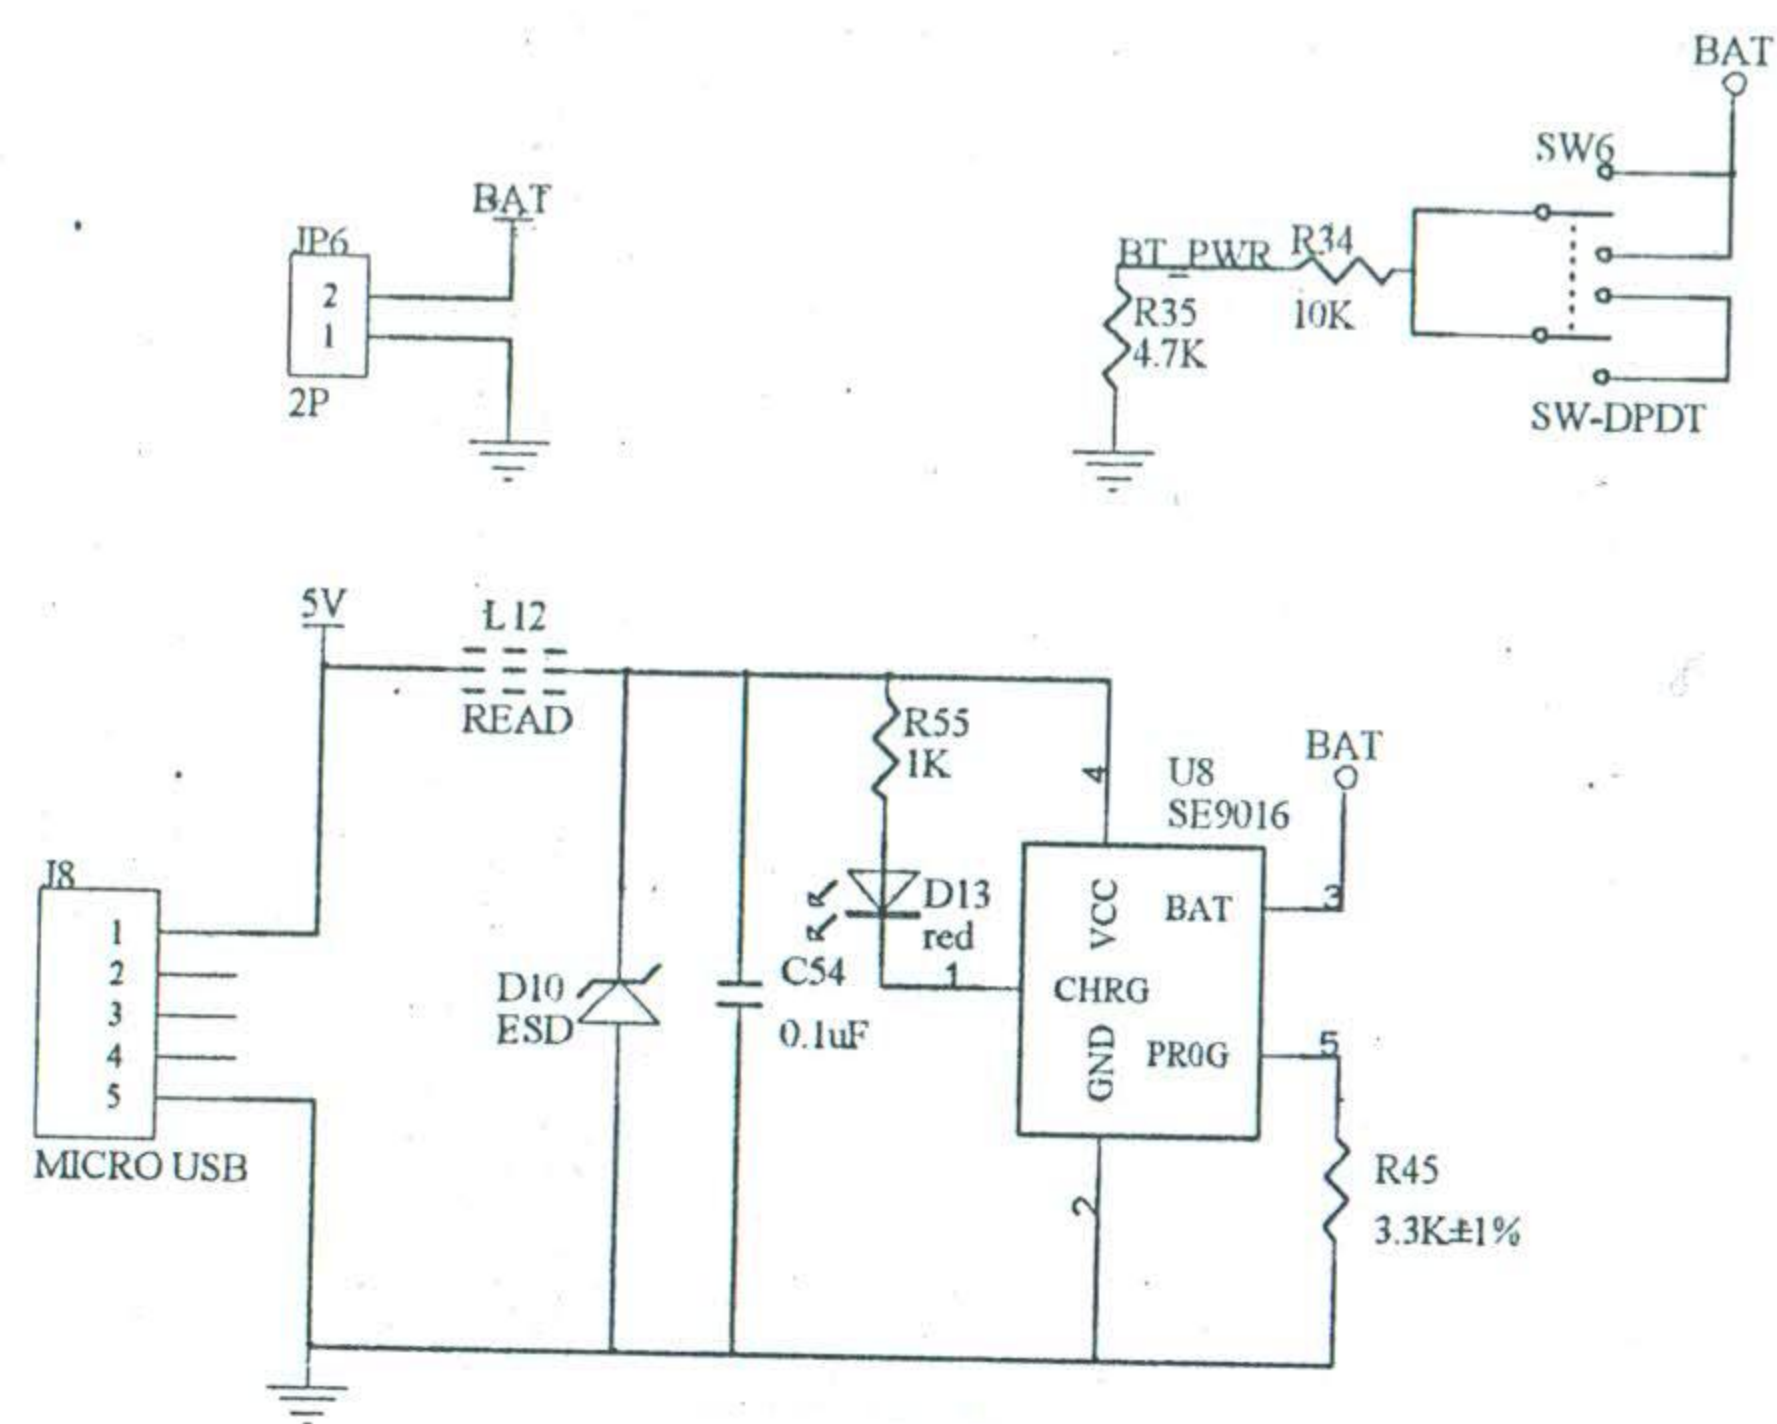 BAT
SW6
BAT
JP6
2
1
2P
BT_PWR
R34
10K
R35
4.7K
SW-DPDT
5V
L12
READ
R55
1K
U8
SE9016
BAT
4
J8
1
2
3
4
5
MICRO USB
D10
ESD
C54
0.1uF
D13
red
1
VCC
BAT
3
CHRG
GND
PR0G
5
2
R45
3.3K±1%